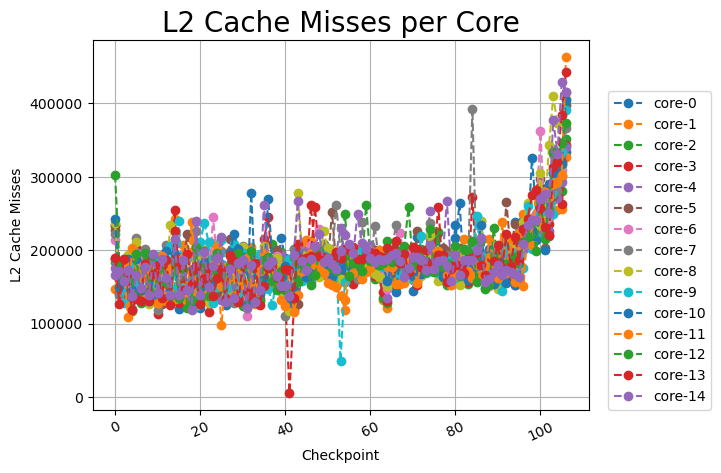 L2 Cache Misses per Core
L2 Cache Misses
400000
300000
200000
100000
0
0 20 40 60 80 100
Checkpoint
core-0
core-1
core-2
core-3
core-4
core-5
core-6
core-7
core-8
core-9
core-10
core-11
core-12
core-13
core-14